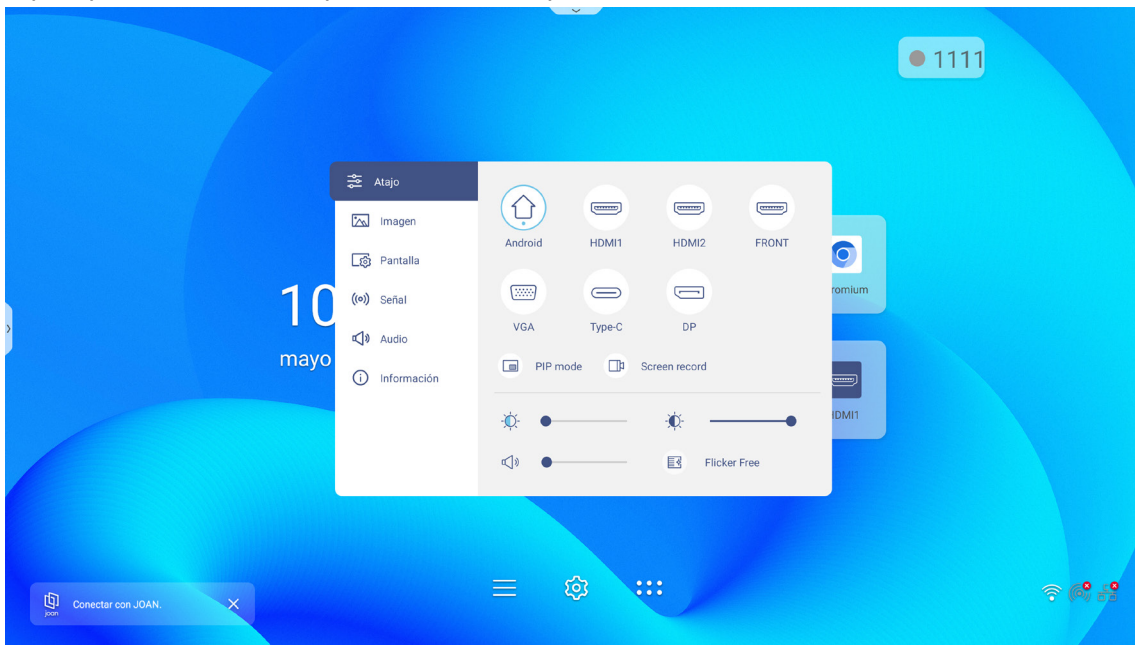 1111
Atajo
Imagen
Pantalla
Señal
Audio
Información
Android
HDMI1
HDMI2
FRONT
VGA
Type-C
DP
PIP mode
Screen record
Flicker Free
10
mayo
romium
DMI1
joan
Conectar con JOAN.